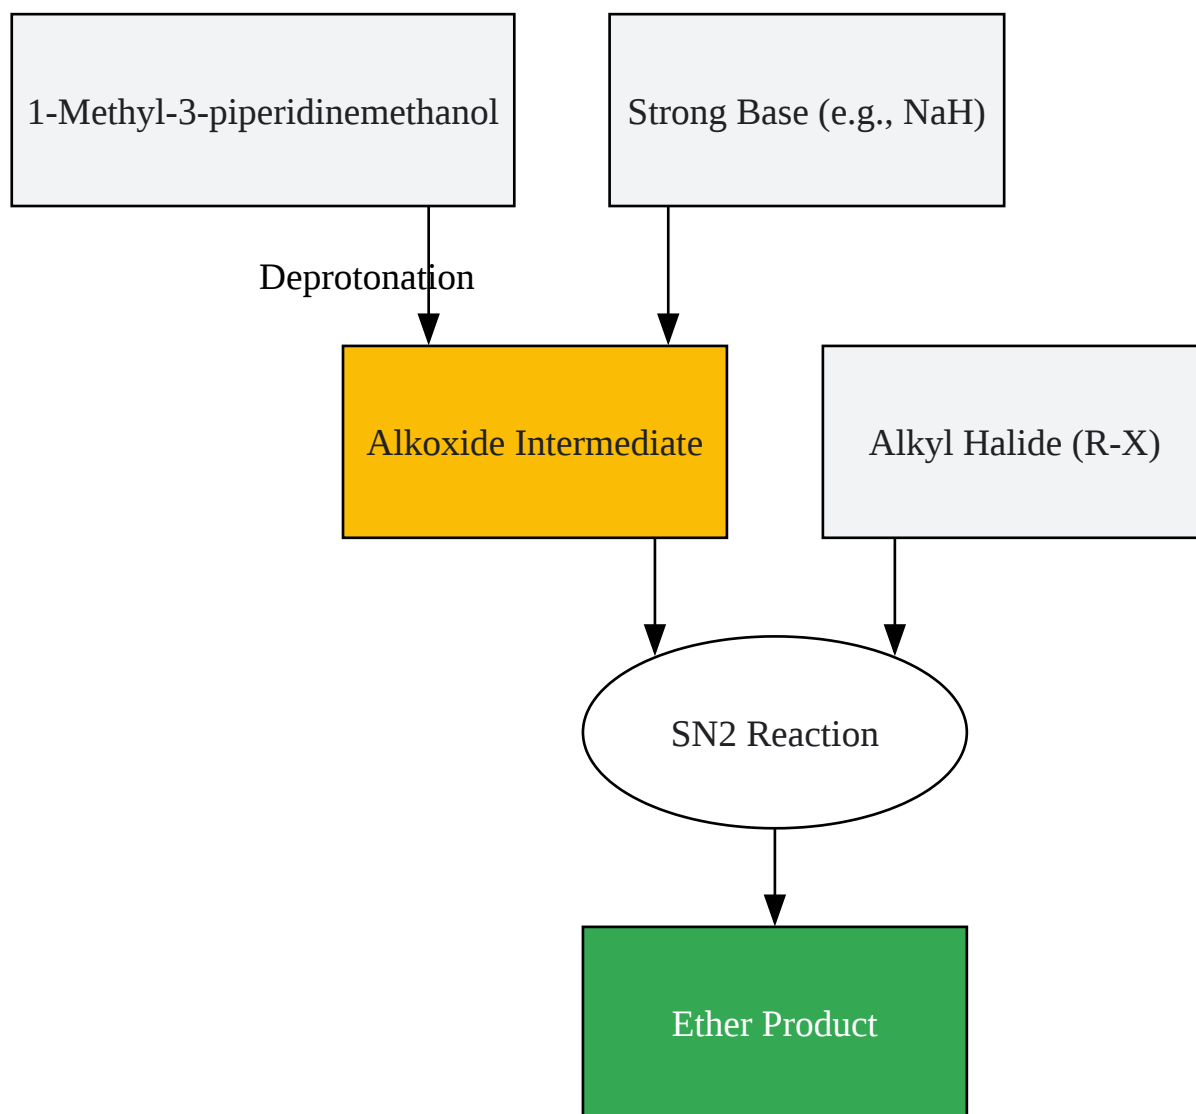 1-Methyl-3-piperidinemethanol
Strong Base (e.g., NaH)
Deprotonation
Alkoxide Intermediate
Alkyl Halide (R-X)
SN2 Reaction
Ether Product